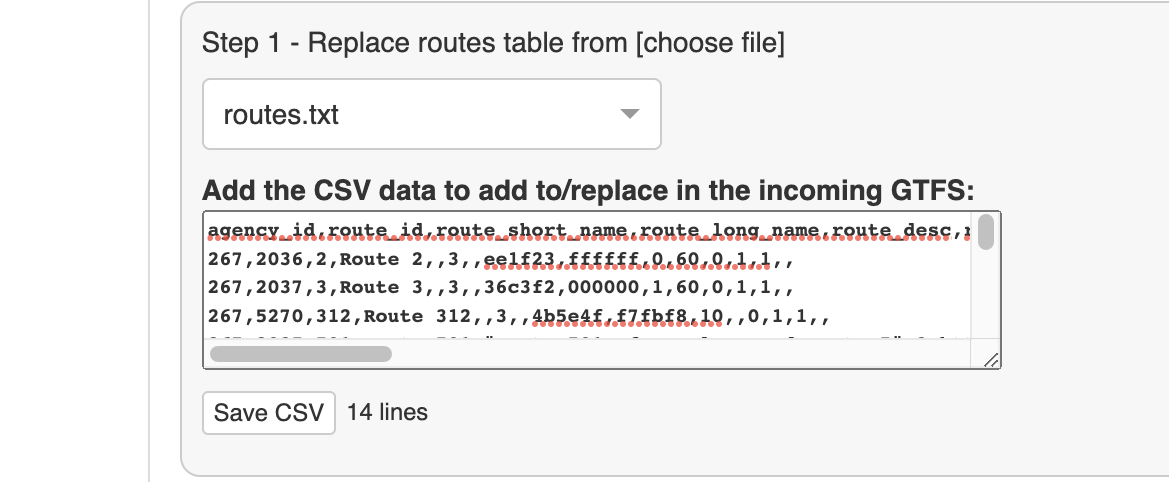 Step 1 - Replace routes table from [choose file]
routes.txt
Add the CSV data to add to/replace in the incoming GTFS:
agency_id,route_id,route_short_name,route_long_name,route_desc,
267,2036,2,Route 2,,3,,ee1f23,ffffff,0,60,0,1,1,,
267,2037,3,Route 3,,3,,36c3f2,000000,1,60,0,1,1,,
267,5270,312,Route 312,,3,,4b5e4f,f7fbf8,10,,0,1,1,,
Save CSV 14 lines